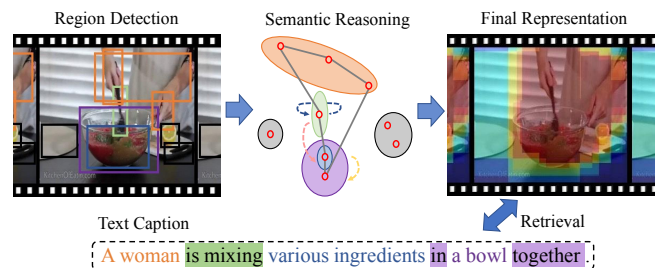 Region Detection
Semantic Reasoning
Final Representation
Text Caption
Retrieval
A woman is mixing various ingredients in a bowl together .